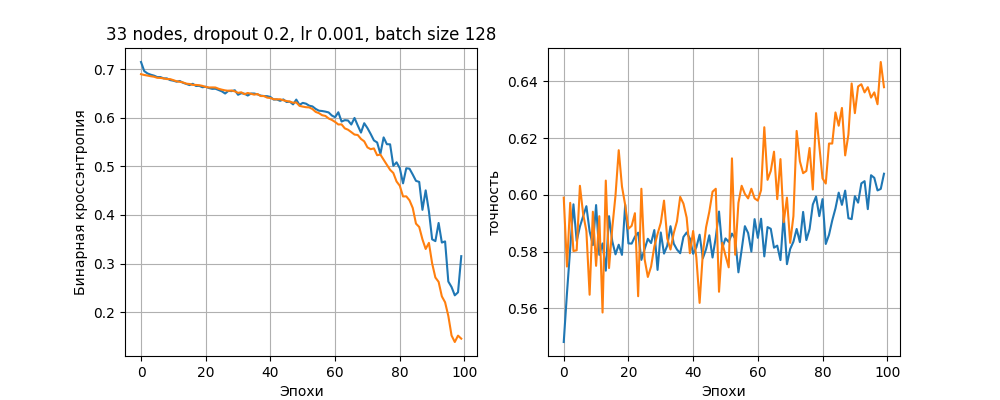 33 nodes, dropout 0.2, lr 0.001, batch size 128
Бинарная кроссэнтропия
0.7
0.6
0.5
0.4
0.3
0.2
0 20 40 60 80 100
Эпохи
точность
0.64
0.62
0.60
0.58
0.56
0 20 40 60 80 100
Эпохи